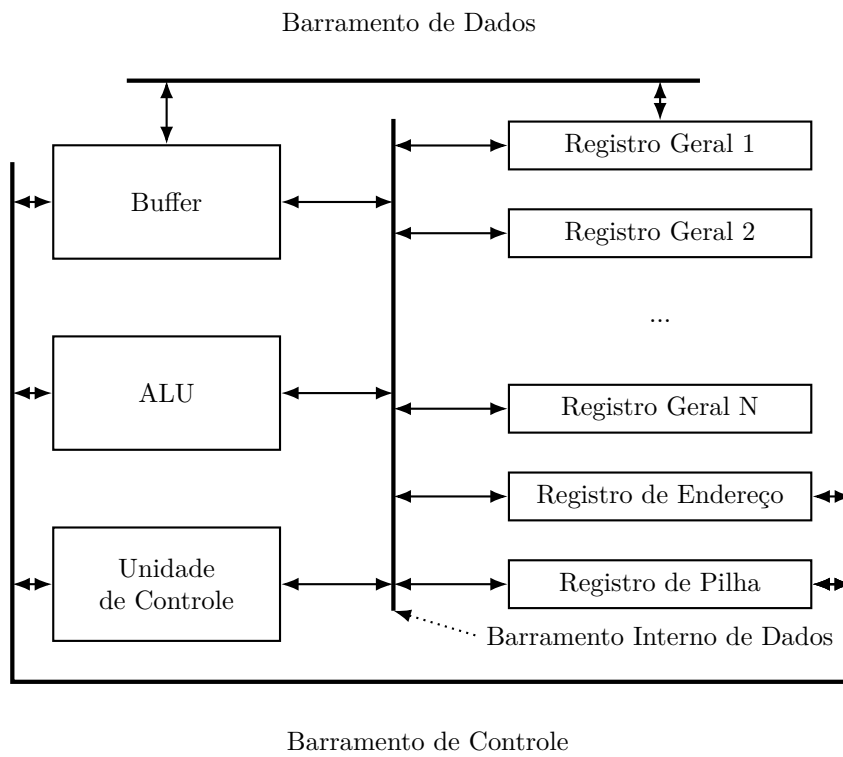 Barramento de Dados
Buffer
ALU
Unidade
de Controle
Registro Geral 1
Registro Geral 2
...
Registro Geral N
Registro de Endereço
Registro de Pilha
Barramento Interno de Dados
Barramento de Controle